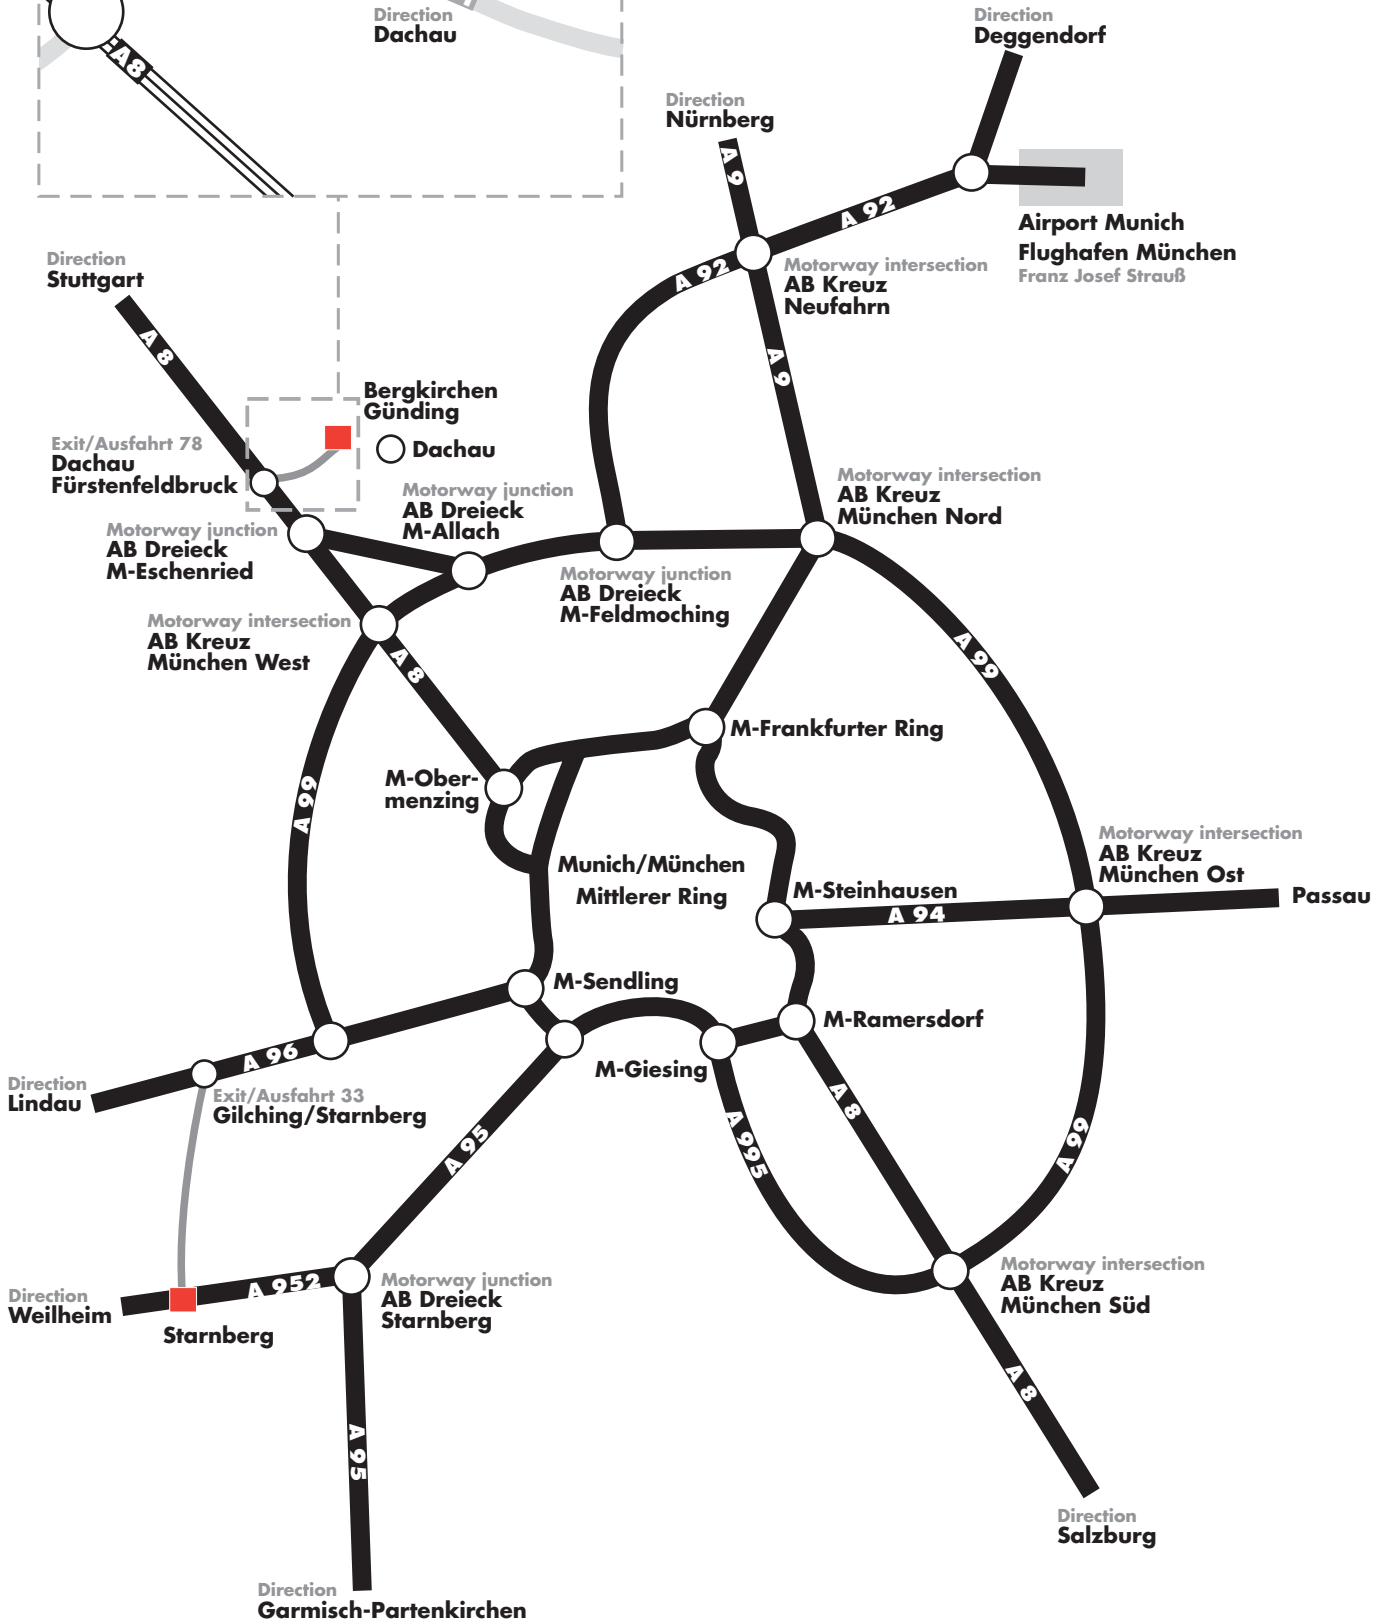 Direction
Dachau
A8
Direction
Deggendorf
Direction
Nürnberg
A 9
A 92
Airport Munich
Flughafen München
Franz Josef Strauß
A 92
Motorway intersection
AB Kreuz
Neufahrn
Direction
Stuttgart
A 8
A 9
Bergkirchen
Günding
Dachau
Exit/Ausfahrt 78
Dachau
Fürstenfeldbruck
Motorway junction
AB Dreieck
M-Allach
Motorway intersection
AB Kreuz
München Nord
Motorway junction
AB Dreieck
M-Eschenried
Motorway junction
AB Dreieck
M-Feldmoching
Motorway intersection
AB Kreuz
München West
A 8
A 99
M-Frankfurter Ring
M-Ober-
menzing
A 99
Munich/München
Mittlerer Ring
Motorway intersection
AB Kreuz
München Ost
M-Steinhausen
A 94
Passau
M-Sendling
M-Ramersdorf
A 96
M-Giesing
Direction
Lindau
Exit/Ausfahrt 33
Gilching/Starnberg
A 8
A 95
A 995
A 99
Motorway intersection
AB Kreuz
München Süd
A 952
Motorway junction
AB Dreieck
Starnberg
Direction
Weilheim
Starnberg
A 8
A 95
Direction
Salzburg
Direction
Garmisch-Partenkirchen